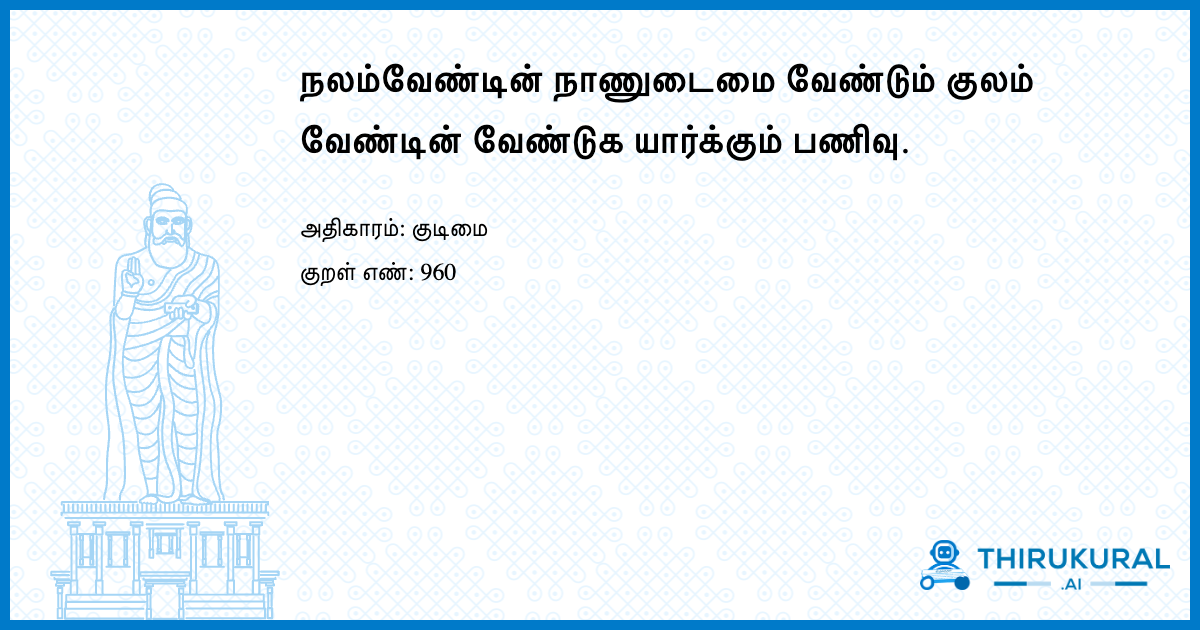 நலம்வேண்டின் நாணுடைமை வேண்டும் குலம்
வேண்டின் வேண்டுக யார்க்கும் பணிவு.
அதிகாரம்: குடிமை
குறள் எண்: 960
THIRUKURAL
.AI